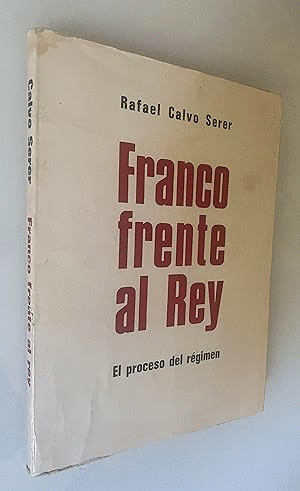 Rafael Calvo Serer
Franco
frente
al Rey
El proceso del régimen
Calvo Serer Franco frente al rey